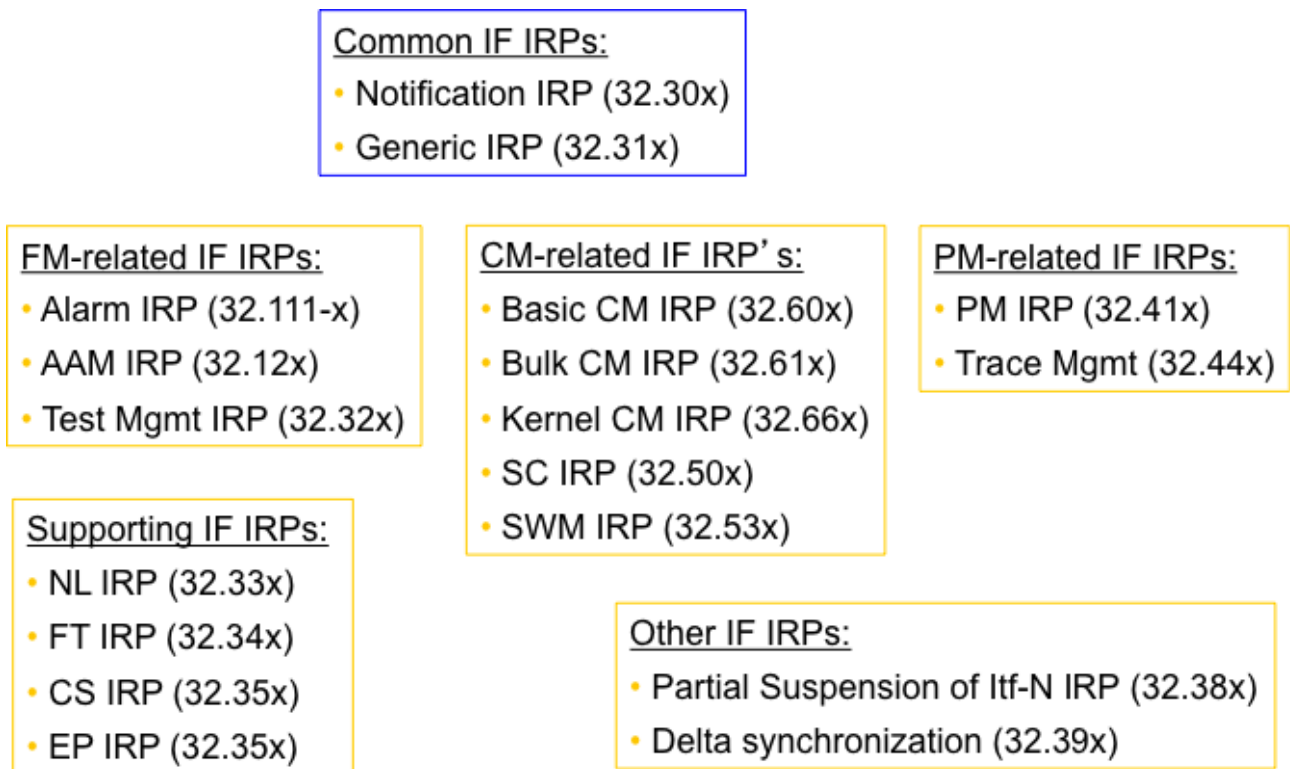 Common IF IRPs:
• Notification IRP (32.30x)
• Generic IRP (32.31x)
FM-related IF IRPs:
• Alarm IRP (32.111-x)
• AAM IRP (32.12x)
• Test Mgmt IRP (32.32x)
CM-related IF IRP’s:
• Basic CM IRP (32.60x)
• Bulk CM IRP (32.61x)
• Kernel CM IRP (32.66x)
• SC IRP (32.50x)
• SWM IRP (32.53x)
PM-related IF IRPs:
• PM IRP (32.41x)
• Trace Mgmt (32.44x)
Supporting IF IRPs:
• NL IRP (32.33x)
• FT IRP (32.34x)
• CS IRP (32.35x)
• EP IRP (32.35x)
Other IF IRPs:
• Partial Suspension of Itf-N IRP (32.38x)
• Delta synchronization (32.39x)